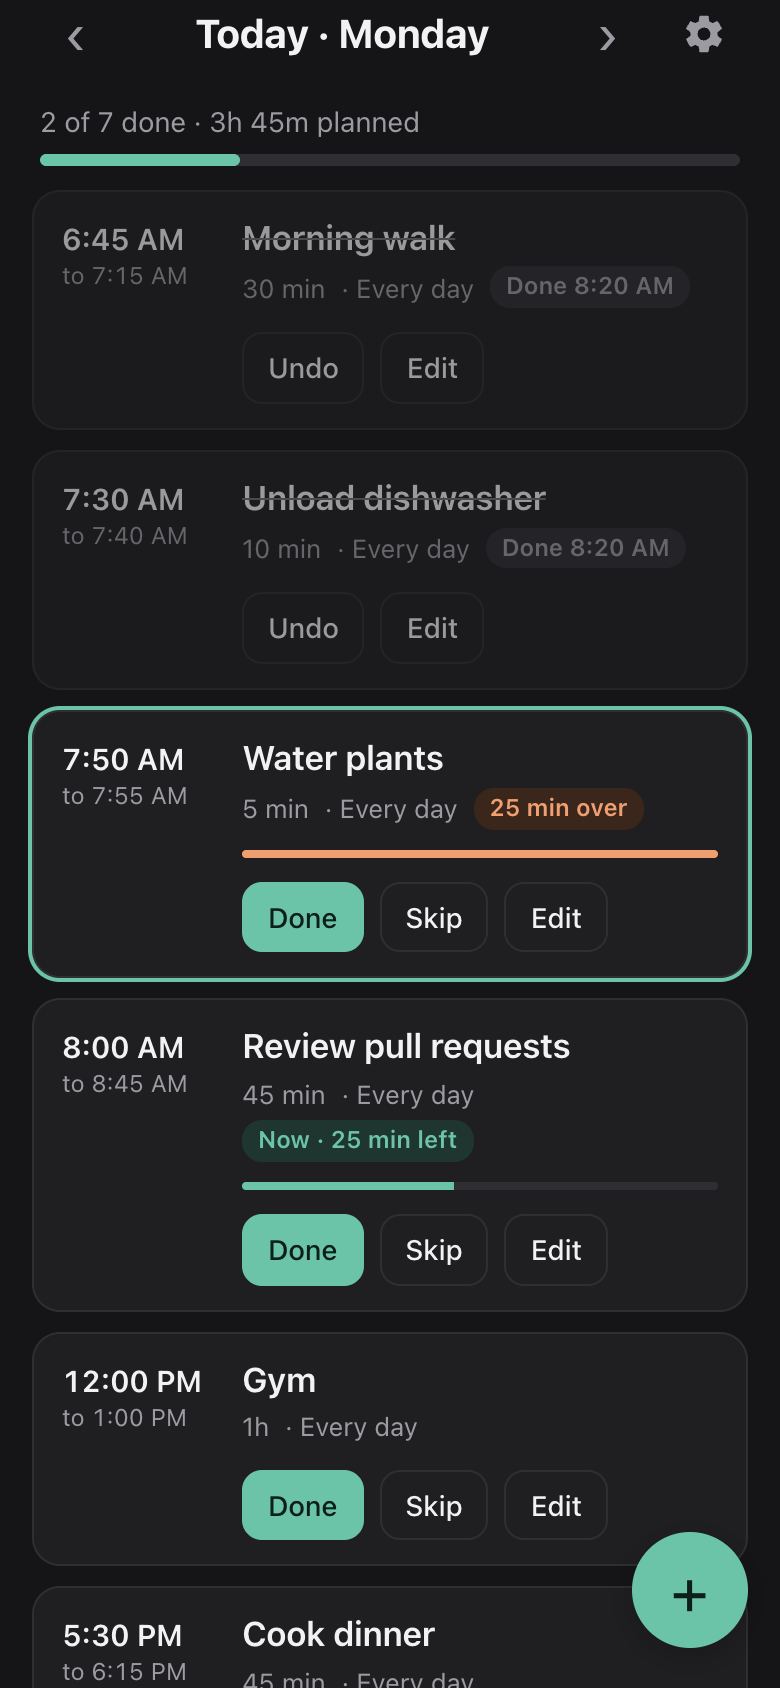 ‹ Today · Monday ›
2 of 7 done · 3h 45m planned
6:45 AM
to 7:15 AM
Morning walk
30 min · Every day Done 8:20 AM
Undo Edit
7:30 AM
to 7:40 AM
Unload dishwasher
10 min · Every day Done 8:20 AM
Undo Edit
7:50 AM
to 7:55 AM
Water plants
5 min · Every day 25 min over
Done Skip Edit
8:00 AM
to 8:45 AM
Review pull requests
45 min · Every day
Now · 25 min left
Done Skip Edit
12:00 PM
to 1:00 PM
Gym
1h · Every day
Done Skip Edit
+
5:30 PM
to 6:15 PM
Cook dinner
45 min · Every day